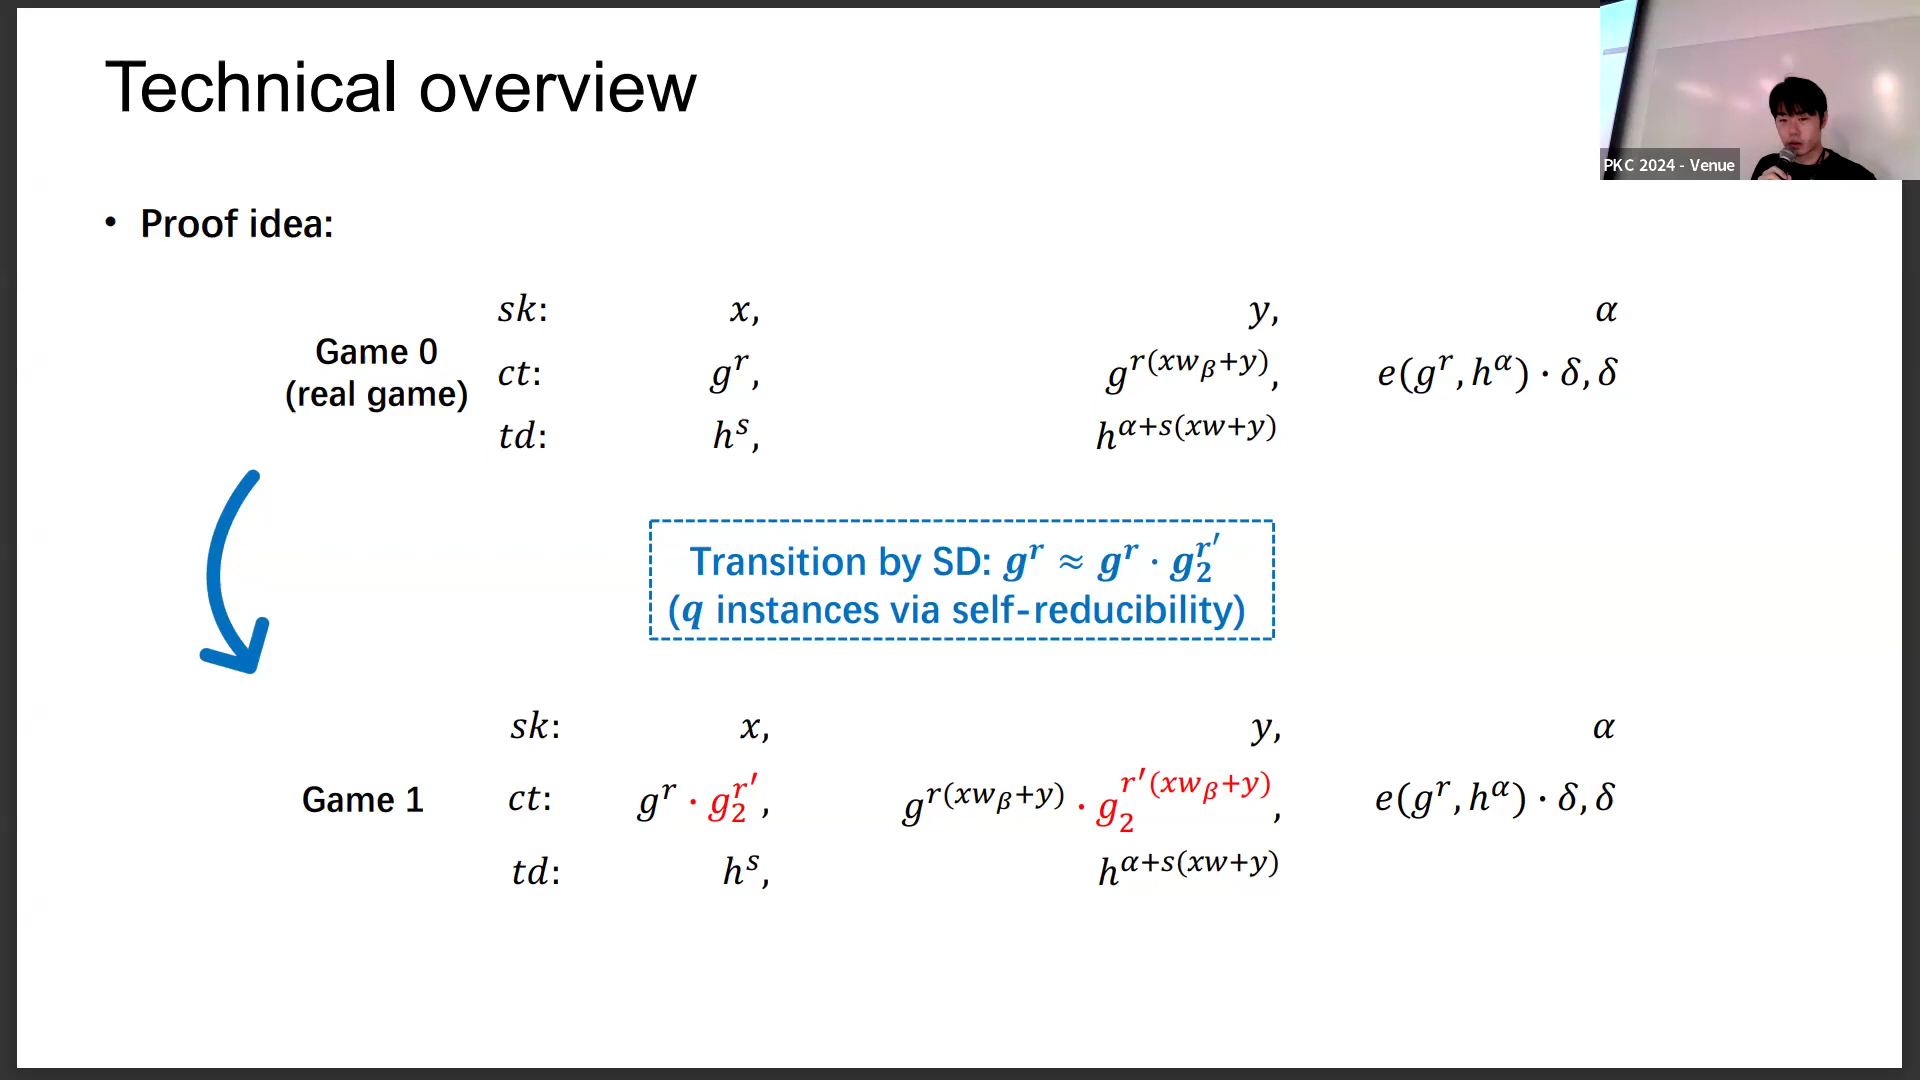 Technical overview
PKC 2024 - Venue
• Proof idea:
Game 0
(real game)
sk: x, y, α
ct: g^r, g^{r(xw_β+y)}, e(g^r, h^α) · δ, δ
td: h^s, h^{α+s(xw+y)}
Transition by SD: g^r ≈ g^r · g_2^{r'}
(q instances via self-reducibility)
Game 1
sk: x, y, α
ct: g^r · g_2^{r'}, g^{r(xw_β+y)} · g_2^{r'(xw_β+y)}, e(g^r, h^α) · δ, δ
td: h^s, h^{α+s(xw+y)}